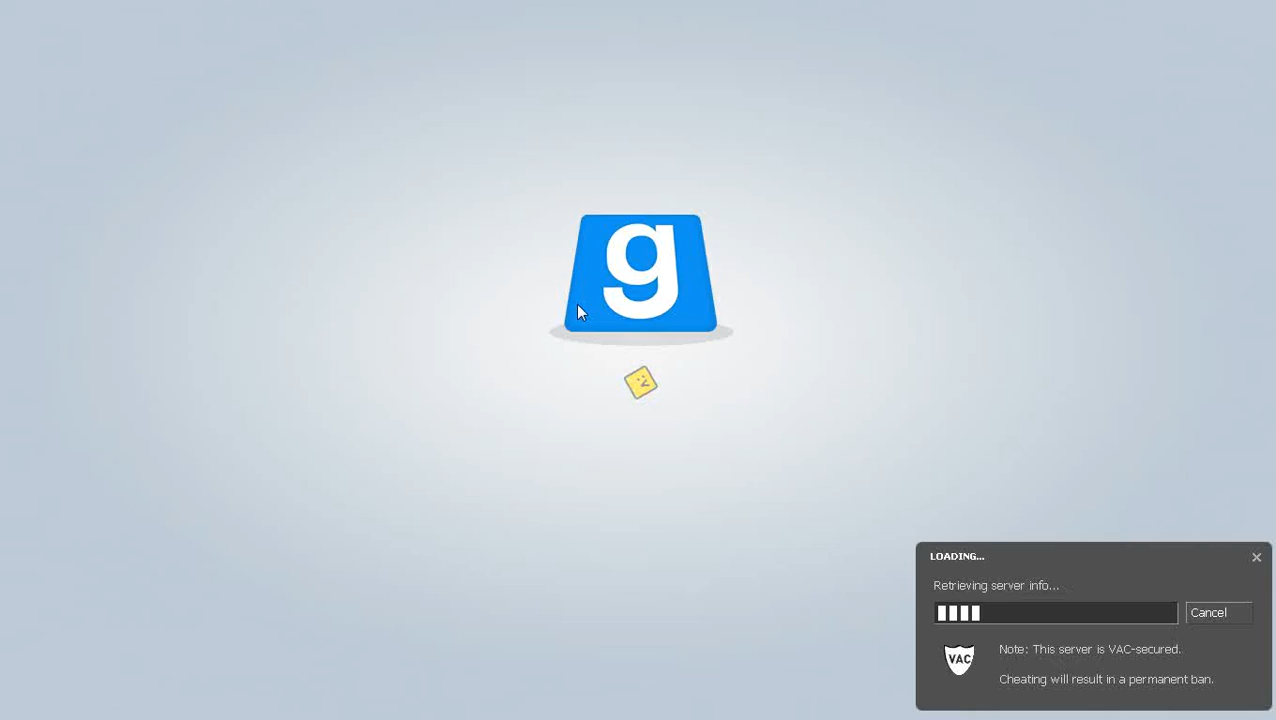 g
LOADING...
Retrieving server info...
Cancel
VAC
Note: This server is VAC-secured.
Cheating will result in a permanent ban.